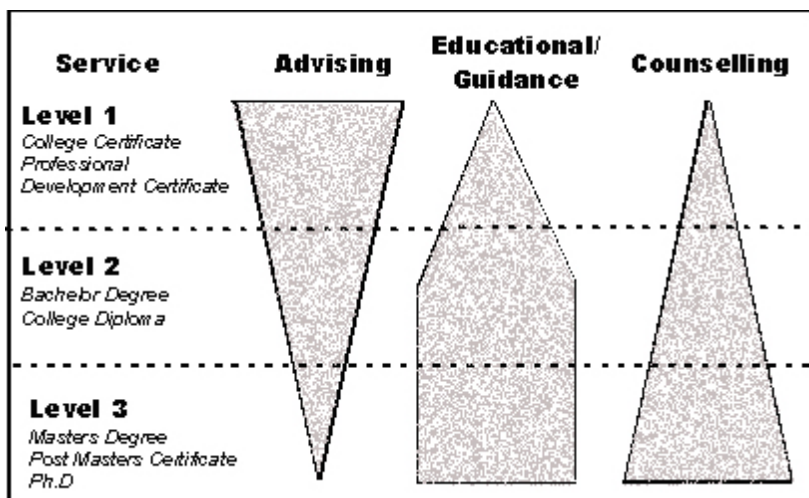 Service
Advising
Educational/
Guidance
Counselling
Level 1
College Certificate
Professional
Development Certificate
Level 2
Bachelor Degree
College Diploma
Level 3
Masters Degree
Post Masters Certificate
Ph.D